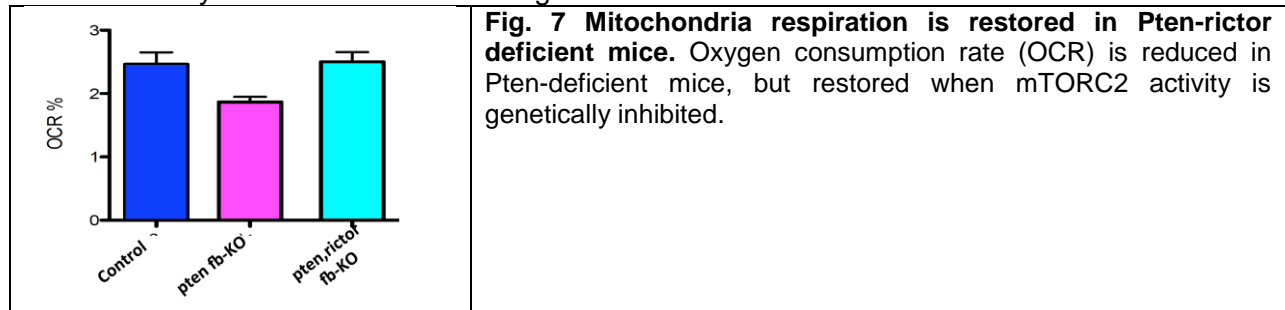 3
2
1
0
OCR %
Control
pten fb-KO
pten,rictor
fb-KO
Fig. 7 Mitochondria respiration is restored in Pten-rictor
deficient mice. Oxygen consumption rate (OCR) is reduced in
Pten-deficient mice, but restored when mTORC2 activity is
genetically inhibited.